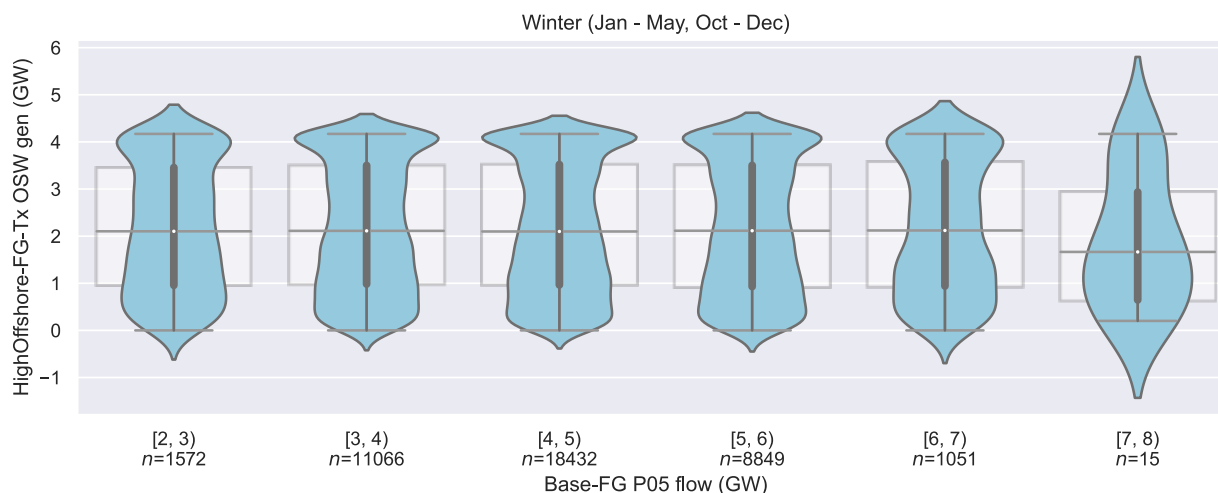 Winter (Jan - May, Oct - Dec)
HighOffshore-FG-Tx OSW gen (GW)
6
5
4
3
2
1
0
−1
[2, 3) [3, 4) [4, 5) [5, 6) [6, 7) [7, 8)
n=1572 n=11066 n=18432 n=8849 n=1051 n=15
Base-FG P05 flow (GW)